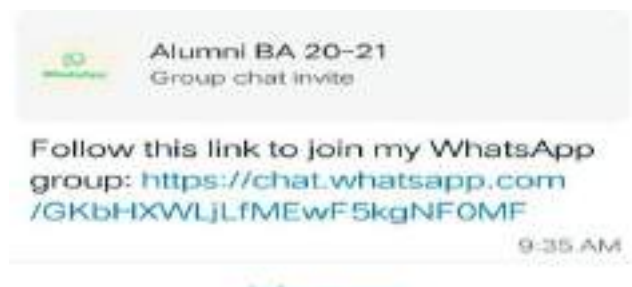 WhatsApp
Alumni BA 20-21
Group chat invite
Follow this link to join my WhatsApp
group: https://chat.whatsapp.com
/GKbHXWLjLfMEwF5kgNF0MF
9:35 AM